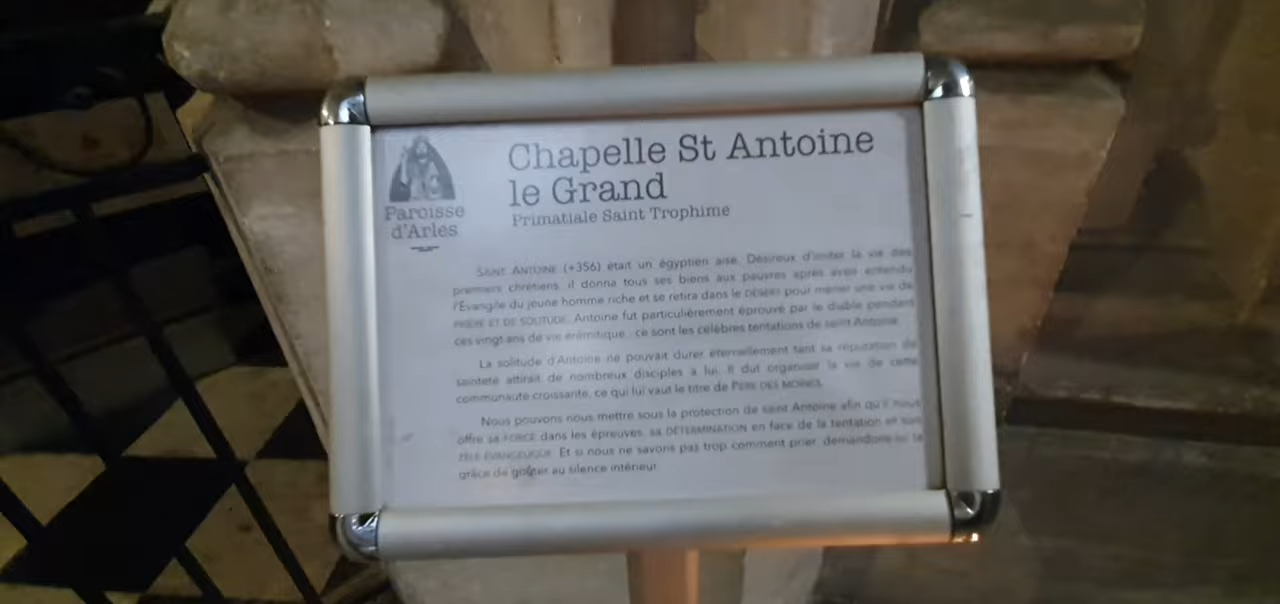 Chapelle St Antoine
le Grand
Primatiale Saint Trophime
Paroisse
d'Arles
SAINT ANTOINE (+356) était un égyptien aisé. Désireux d'imiter la vie des
premiers chrétiens, il donna tous ses biens aux pauvres après avoir entendu
l'Évangile du jeune homme riche et se retira dans le DÉSERT pour mener une vie de
PRIÈRE ET DE SOLITUDE. Antoine fut particulièrement éprouvé par le diable pendant
ces vingt ans de vie érémitique : ce sont les célèbres tentations de saint Antoine.
La solitude d'Antoine ne pouvait durer éternellement tant sa réputation de
sainteté attirait de nombreux disciples à lui. Il dut organiser la vie de cette
communauté croissante, ce qui lui vaut le titre de PÈRE DES MOINES.
Nous pouvons nous mettre sous la protection de saint Antoine afin qu'il nous
offre sa FORCE dans les épreuves, sa DÉTERMINATION en face de la tentation et son
ZÈLE ÉVANGÉLIQUE. Et si nous ne savons pas trop comment prier, demandons-lui la
grâce de goûter au silence intérieur.